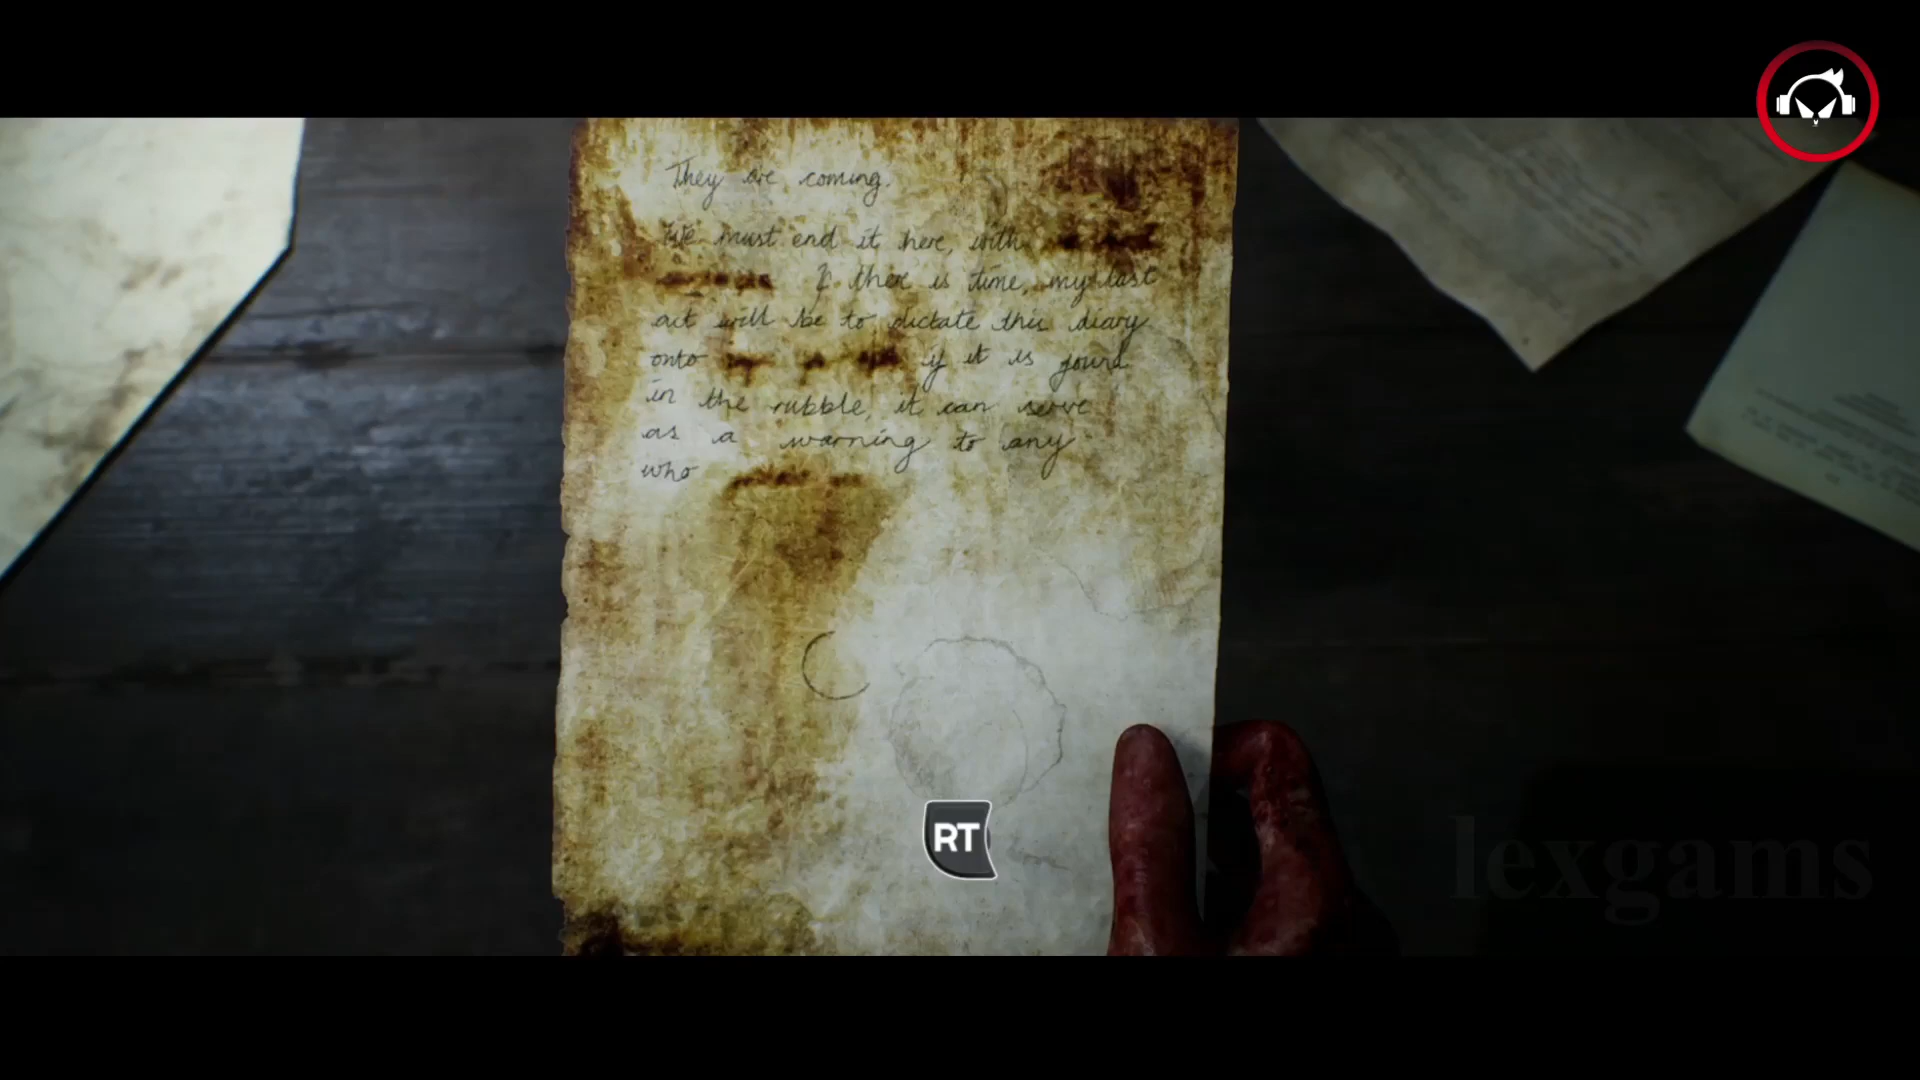 They are coming.
We must end it here, with
If there is time, my last
act will be to dictate this diary
onto if it is found
in the rubble, it can serve
as a warning to any
who
RT
lexgams